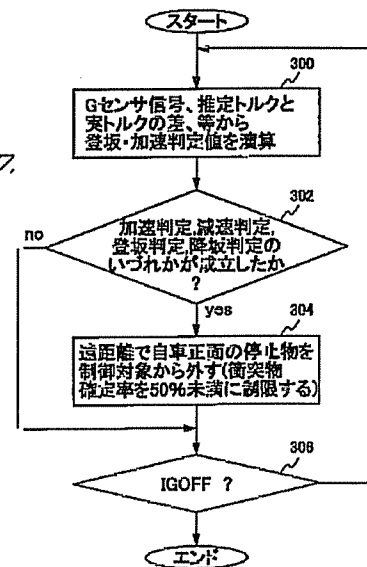 スタート
300
Gセンサ信号、推定トルクと
実トルクの差、等から
登坂・加速判定値を演算
302
加速判定,減速判定,
登坂判定,降坂判定の
いづれかが成立したか
?
no
yes
304
遠距離で自車正面の停止物を
制御対象から外す(衝突物
確定率を50%未満に制限する)
306
IGOFF ?
エンド